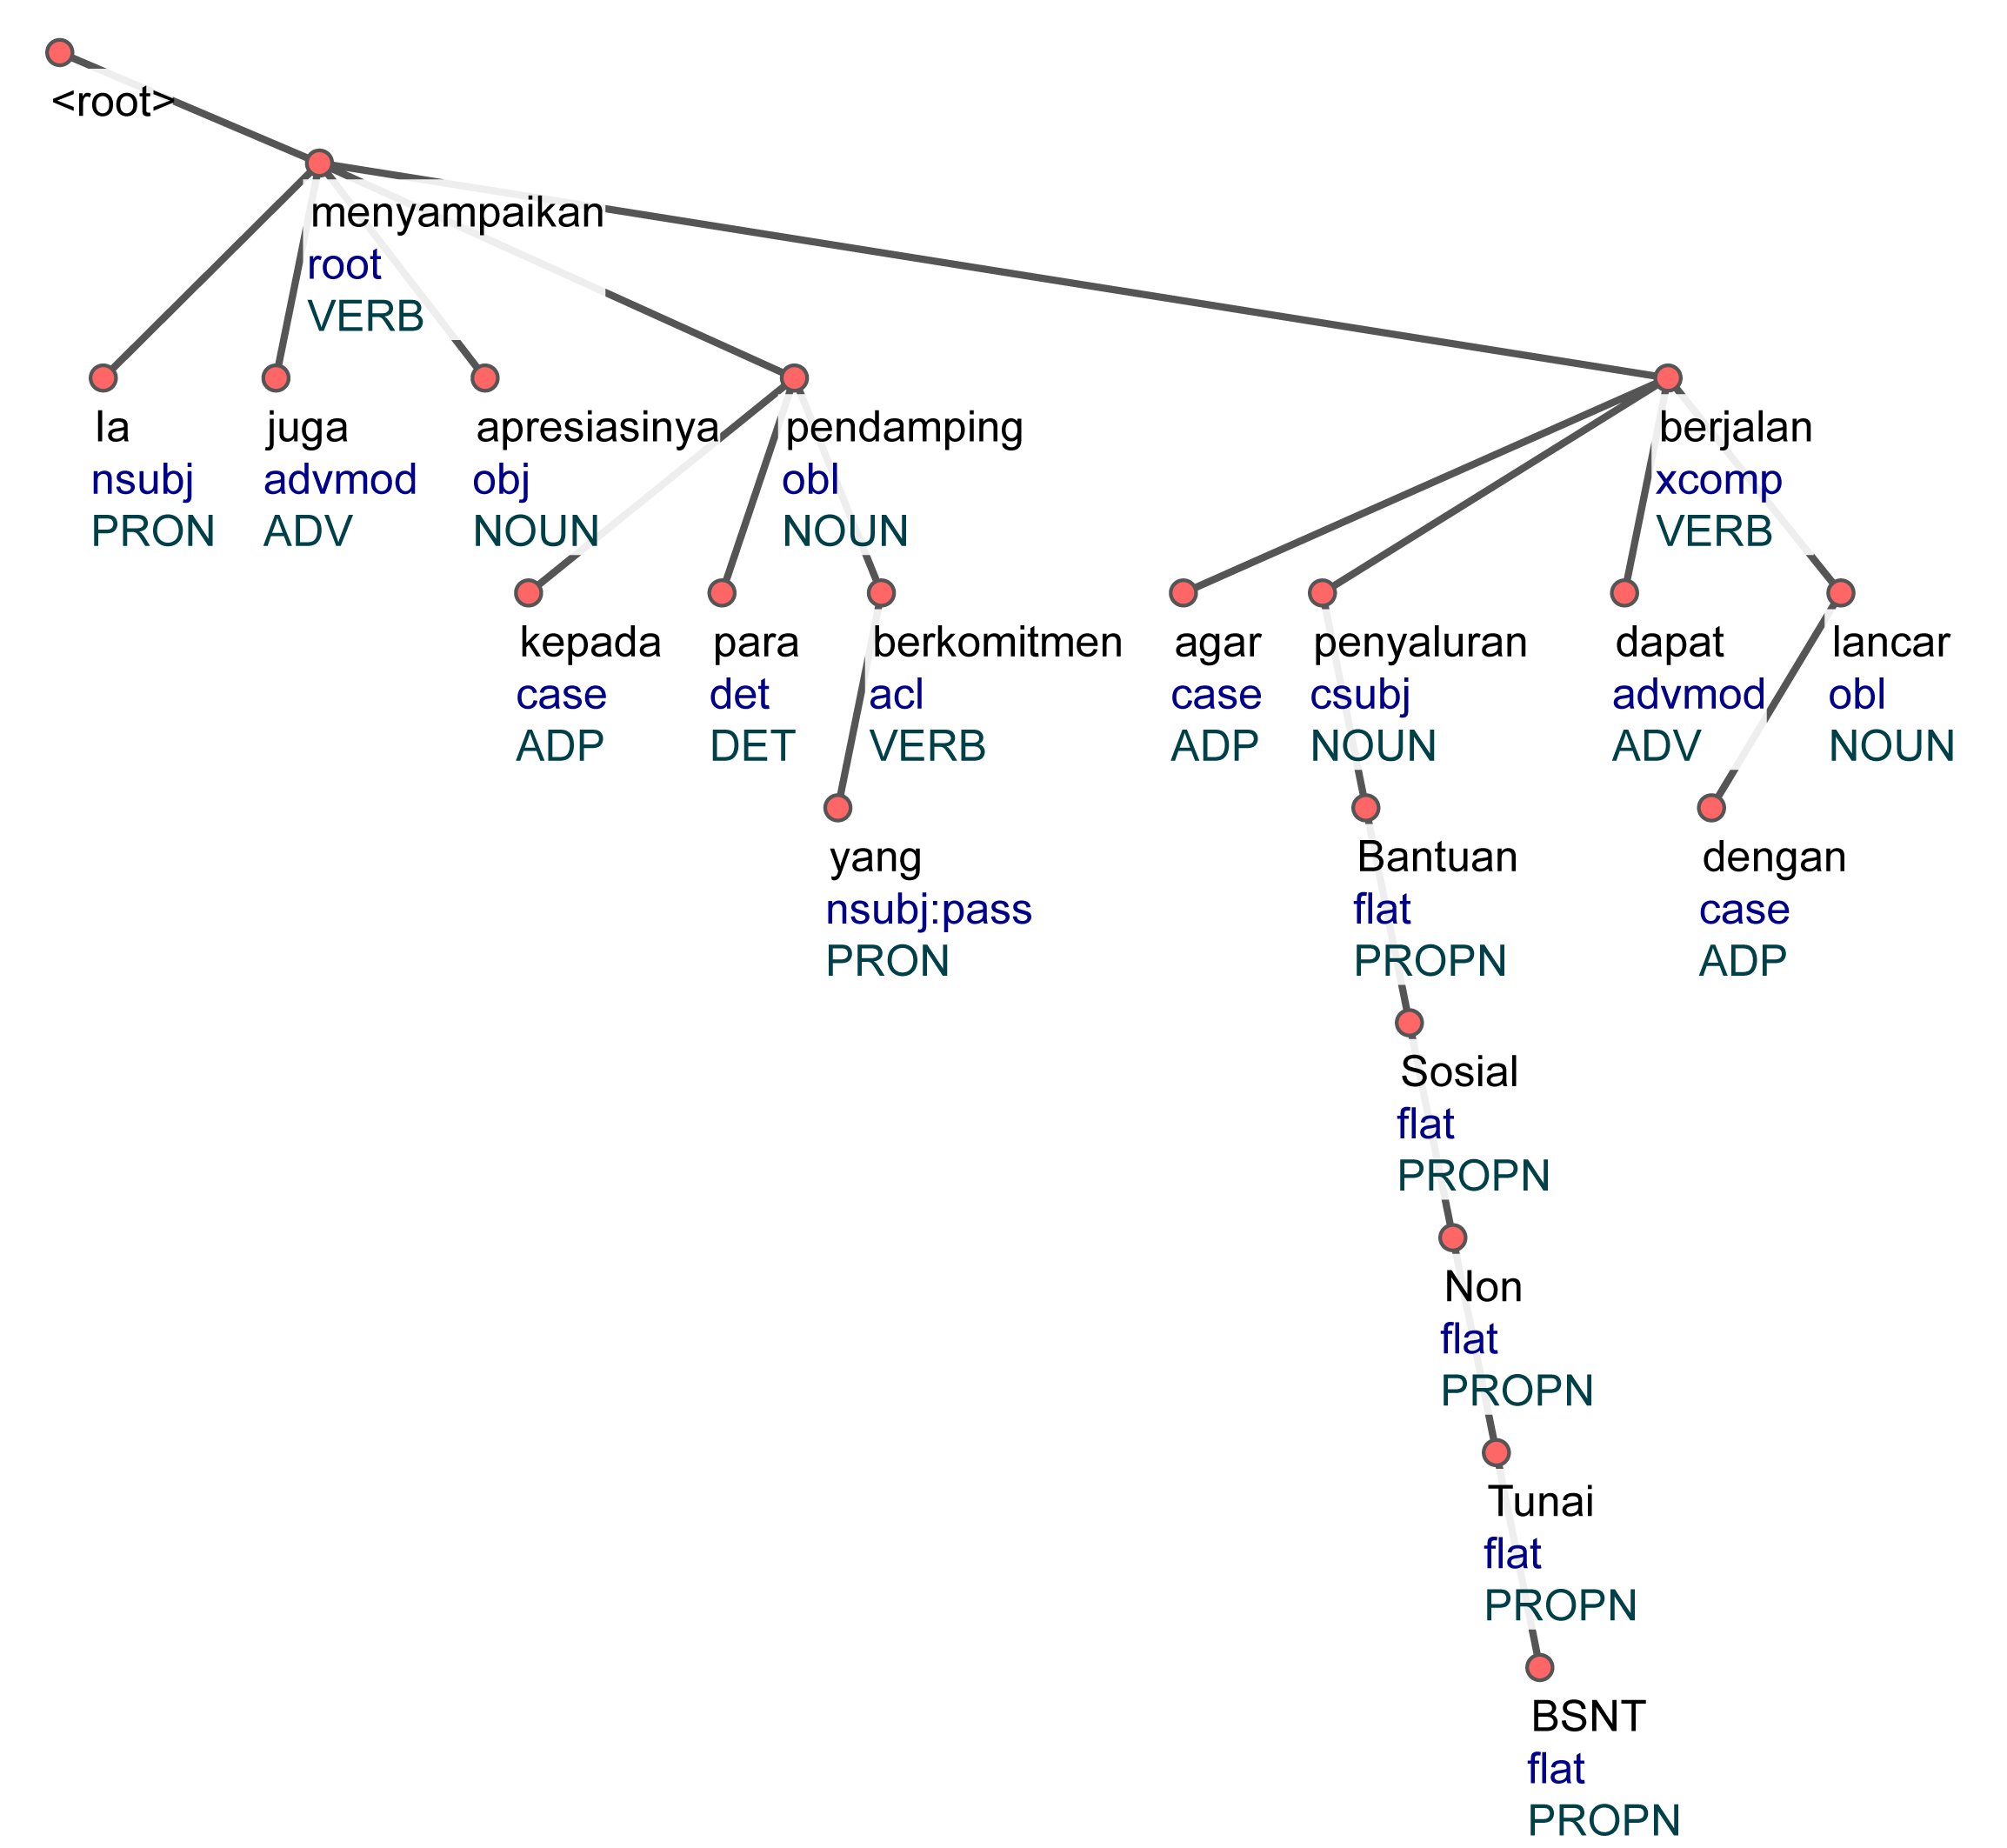 <root>
menyampaikan
root
VERB
Ia juga apresiasinya pendamping berjalan
nsubj advmod obj obl xcomp
PRON ADV NOUN NOUN VERB
kepada para berkomitmen agar penyaluran dapat lancar
case det acl case csubj advmod obl
ADP DET VERB ADP NOUN ADV NOUN
yang Bantuan dengan
nsubj:pass flat case
PRON PROPN ADP
Sosial
flat
PROPN
Non
flat
PROPN
Tunai
flat
PROPN
BSNT
flat
PROPN